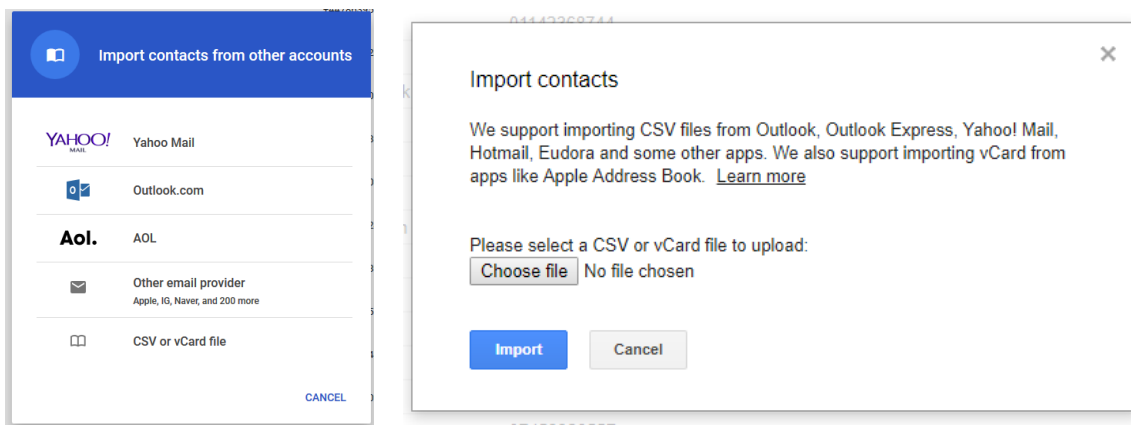 Import contacts from other accounts
YAHOO!
MAIL
Yahoo Mail
Outlook.com
Aol.
AOL
Other email provider
Apple, IG, Naver, and 200 more
CSV or vCard file
CANCEL
Import contacts
We support importing CSV files from Outlook, Outlook Express, Yahoo! Mail,
Hotmail, Eudora and some other apps. We also support importing vCard from
apps like Apple Address Book. Learn more
Please select a CSV or vCard file to upload:
Choose file No file chosen
Import Cancel